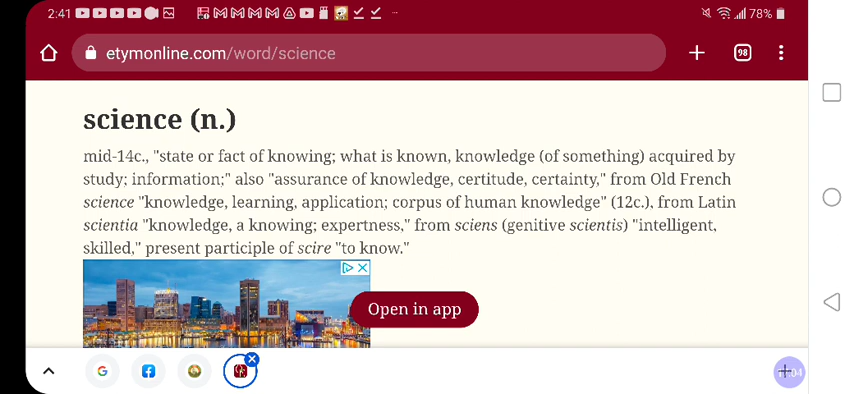 2:41
78%
etymonline.com/word/science
98
science (n.)
mid-14c., "state or fact of knowing; what is known, knowledge (of something) acquired by
study; information;" also "assurance of knowledge, certitude, certainty," from Old French
science "knowledge, learning, application; corpus of human knowledge" (12c.), from Latin
scientia "knowledge, a knowing; expertness," from sciens (genitive scientis) "intelligent,
skilled," present participle of scire "to know."
Open in app